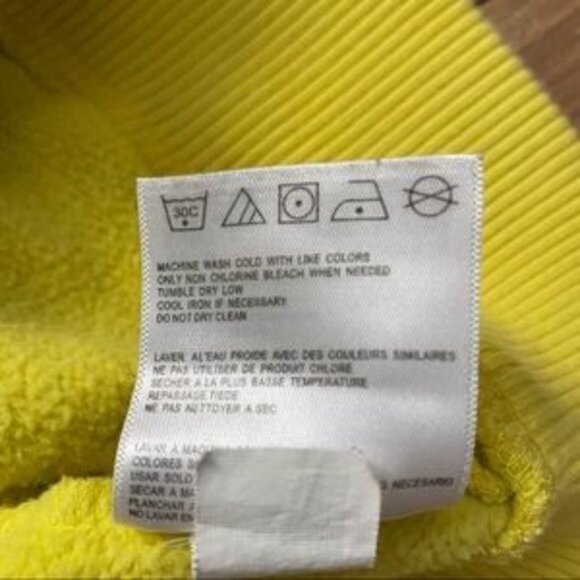 30C
MACHINE WASH COLD WITH LIKE COLORS
ONLY NON CHLORINE BLEACH WHEN NEEDED
TUMBLE DRY LOW
COOL IRON IF NECESSARY
DO NOT DRY CLEAN
LAVER AL'EAU FROIDE AVEC DES COULEURS SIMILAIRES
NE PAS UTILISER DE PRODUIT CHLORE
SECHER A LA PLUS BASSE TEMPERATURE
REPASSAGE TIEDE
NE PAS NETTOYER A SEC
LAVAR A
COLORES
USAR SOLO NECESARIO
SECAR A
PLANCHAR
NO LAVAR EN